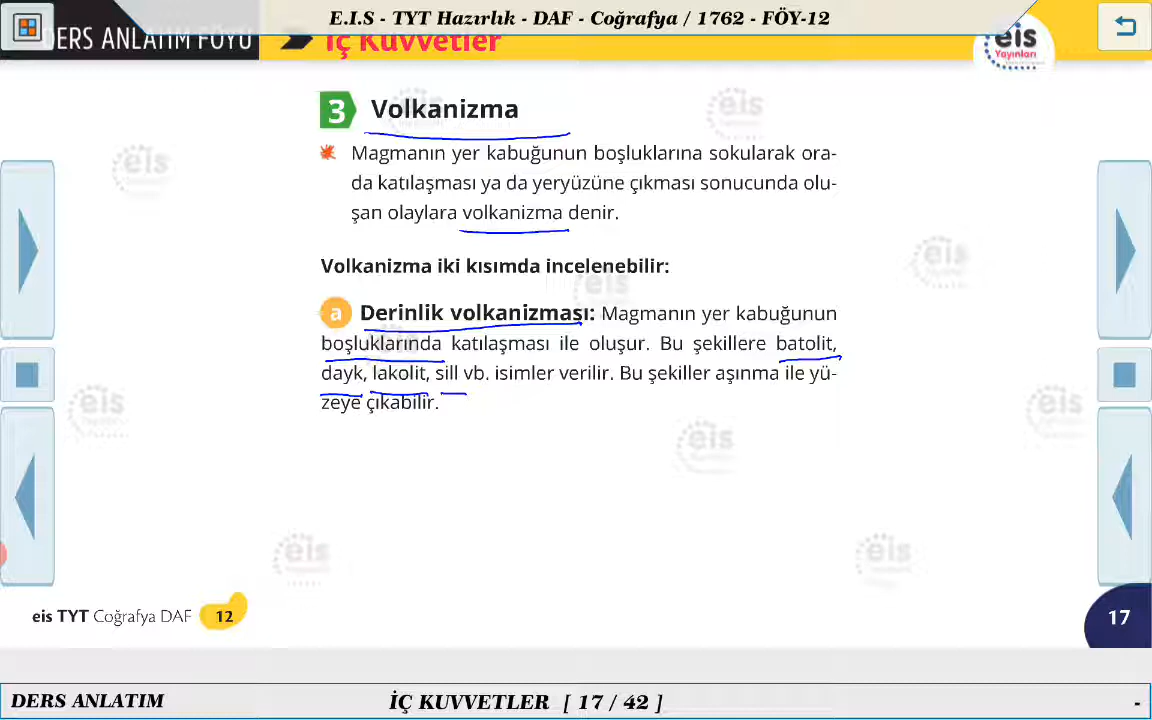 E.I.S - TYT Hazırlık - DAF - Coğrafya / 1762 - FÖY-12
DERS ANLATIM FÖYÜ
İç Kuvvetler
eis
Yayınları
3 Volkanizma
Magmanın yer kabuğunun boşluklarına sokularak ora-
da katılaşması ya da yeryüzüne çıkması sonucunda olu-
şan olaylara volkanizma denir.
Volkanizma iki kısımda incelenebilir:
a Derinlik volkanizması: Magmanın yer kabuğunun
boşluklarında katılaşması ile oluşur. Bu şekillere batolit,
dayk, lakolit, sill vb. isimler verilir. Bu şekiller aşınma ile yü-
zeye çıkabilir.
eis TYT Coğrafya DAF 12
17
DERS ANLATIM
İÇ KUVVETLER [ 17 / 42 ]
-